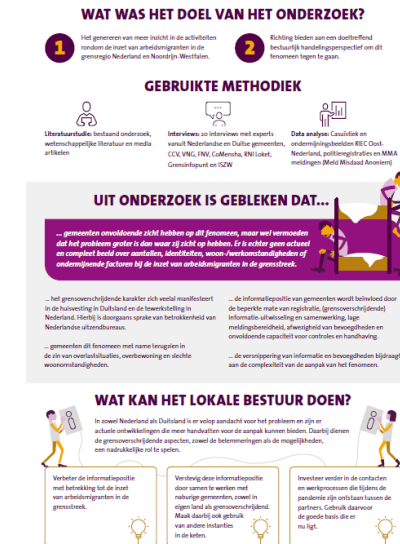 WAT WAS HET DOEL VAN HET ONDERZOEK?
1
Het genereren van meer inzicht in de activiteiten
rondom de inzet van arbeidsmigranten in de
grensregio Nederland en Noordrijn-Westfalen.
2
Richting bieden aan een doeltreffend
bestuurlijk handelingsperspectief om dit
fenomeen tegen te gaan.
GEBRUIKTE METHODIEK
Literatuurstudie: bestaand onderzoek,
wetenschappelijke literatuur en media
artikelen
Interviews: 20 interviews met experts
vanuit Nederlandse en Duitse gemeenten,
CCV, VNG, FNV, CoMensha, RNI Loket,
Grensinfopunt en ISZW
Data analyse: Casuïstiek en
ondermijningsbeelden RIEC Oost-
Nederland, politieregistraties en MMA
meldingen (Meld Misdaad Anoniem)
UIT ONDERZOEK IS GEBLEKEN DAT...
... gemeenten onvoldoende zicht hebben op dit fenomeen, maar wel vermoeden
dat het probleem groter is dan waar zij zicht op hebben. Er is echter geen actueel
en compleet beeld over aantallen, identiteiten, woon-/werkomstandigheden of
ondermijnende factoren bij de inzet van arbeidsmigranten in de grensstreek.
... het grensoverschrijdende karakter zich veelal manifesteert
in de huisvesting in Duitsland en de tewerkstelling in
Nederland. Hierbij is doorgaans sprake van betrokkenheid van
Nederlandse uitzendbureaus.
... gemeenten dit fenomeen met name terugzien in
de zin van overlastsituaties, overbewoning en slechte
woonomstandigheden.
... de informatiepositie van gemeenten wordt beïnvloed door
de beperkte mate van registratie, (grensoverschrijdende)
informatie-uitwisseling en samenwerking, lage
meldingsbereidheid, afwezigheid van bevoegdheden en
onvoldoende capaciteit voor controles en handhaving.
... de versnippering van informatie en bevoegdheden bijdraagt
aan de complexiteit van de aanpak van het fenomeen.
WAT KAN HET LOKALE BESTUUR DOEN?
In zowel Nederland als Duitsland is er volop aandacht voor het probleem en zijn er
actuele ontwikkelingen die meer handvatten voor de aanpak kunnen bieden. Daarbij dienen
de grensoverschrijdende aspecten, zowel de belemmeringen als de mogelijkheden,
een nadrukkelijke rol te spelen.
Verbeter de informatiepositie
met betrekking tot de inzet
van arbeidsmigranten in de
grensstreek.
Verstevig deze informatiepositie
door samen te werken met
naburige gemeenten, zowel in
eigen land als grensoverschrijdend.
Maak daarbij ook gebruik
van andere instanties
in de keten.
Investeer verder in de contacten
en werkprocessen die tijdens de
pandemie zijn ontstaan tussen de
partners. Gebruik daarvoor
de goede basis die er
nu ligt.